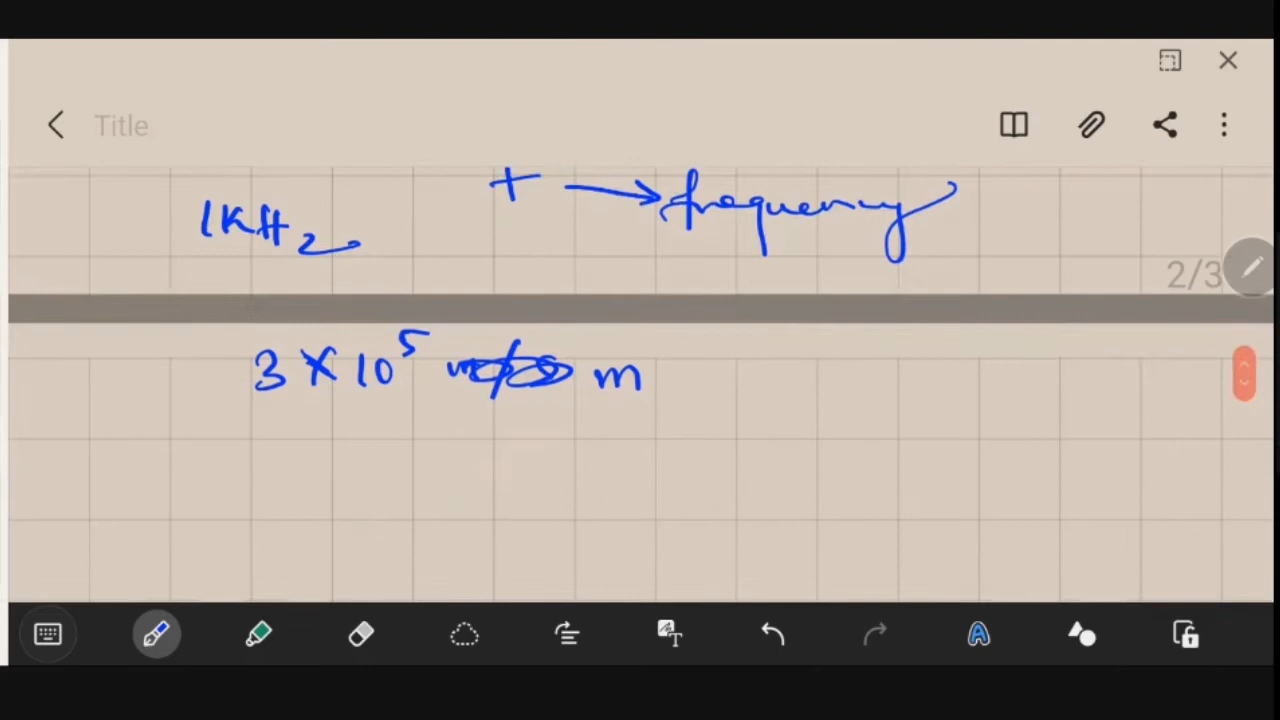 Title
f → frequency
1KHz
2/3
3 × 10⁵ m